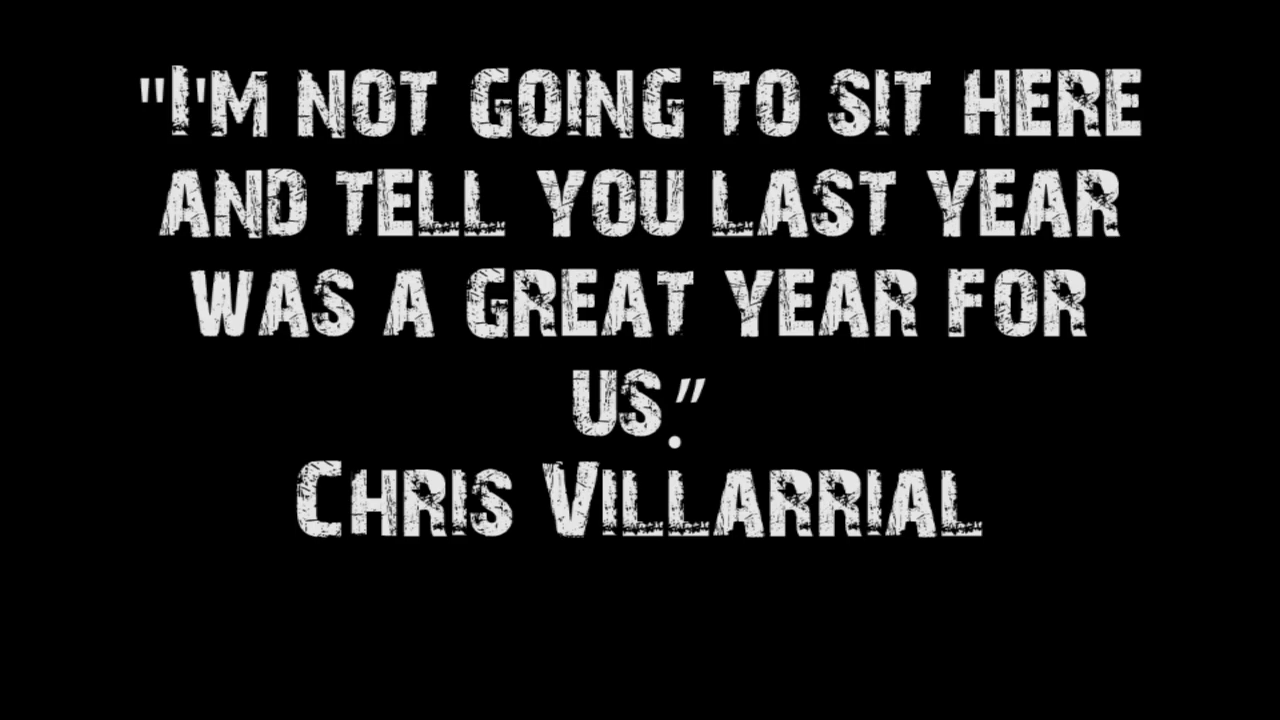 "I'm not going to sit here
and tell you last year
was a great year for
us.”
Chris Villarrial